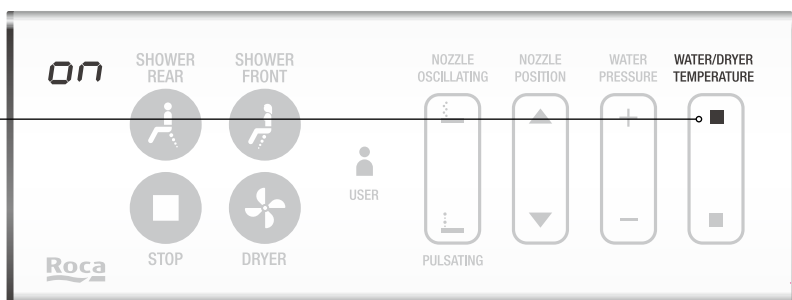 on
SHOWER
REAR
SHOWER
FRONT
NOZZLE
OSCILLATING
NOZZLE
POSITION
WATER
PRESSURE
WATER/DRYER
TEMPERATURE
USER
STOP
DRYER
PULSATING
Roca